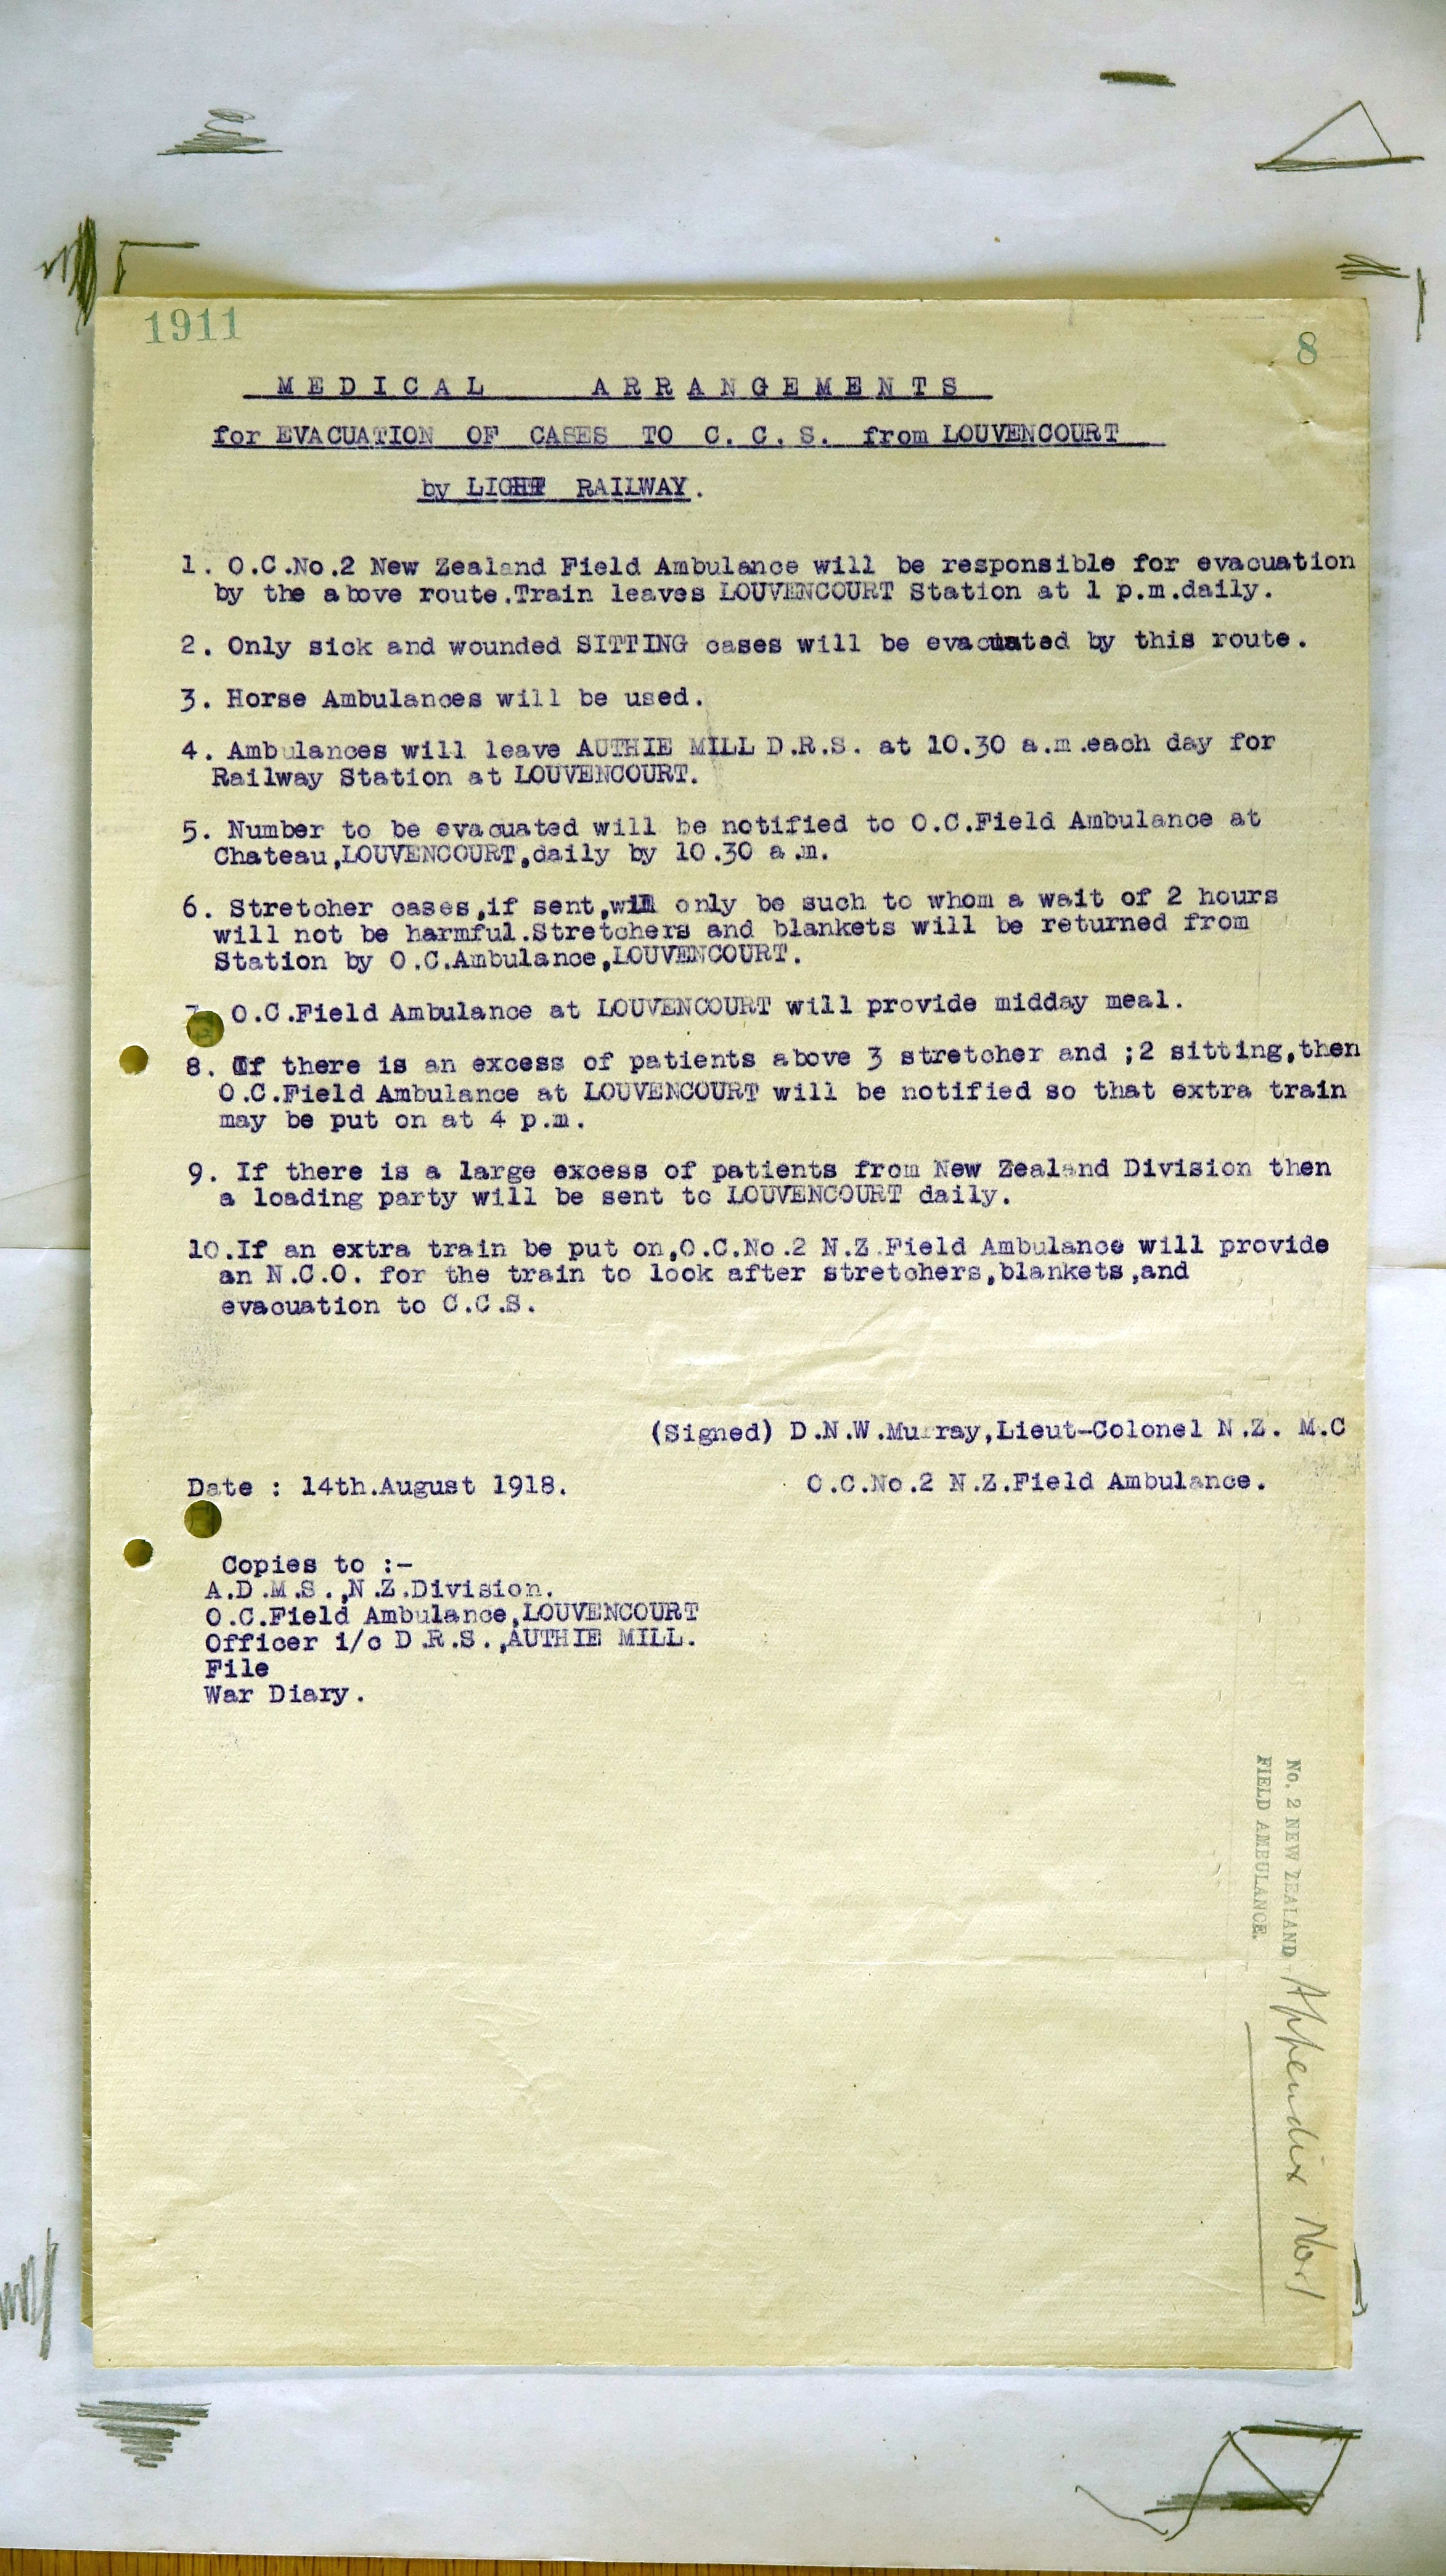 1911
8
MEDICAL ARRANGEMENTS
for EVACUATION OF CASES TO C.C.S. from LOUVENCOURT
by LIGHT RAILWAY.
1. O.C.No.2 New Zealand Field Ambulance will be responsible for evacuation
by the above route.Train leaves LOUVENCOURT Station at 1 p.m.daily.
2. Only sick and wounded SITTING cases will be evacuated by this route.
3. Horse Ambulances will be used.
4. Ambulances will leave AUTHIE MILL D.R.S. at 10.30 a.m.each day for
Railway Station at LOUVENCOURT.
5. Number to be evacuated will be notified to O.C.Field Ambulance at
Chateau,LOUVENCOURT,daily by 10.30 a.m.
6. Stretcher cases,if sent,will only be such to whom a wait of 2 hours
will not be harmful.Stretchers and blankets will be returned from
Station by O.C.Ambulance,LOUVENCOURT.
7. O.C.Field Ambulance at LOUVENCOURT will provide midday meal.
8. If there is an excess of patients above 3 stretcher and ;2 sitting,then
O.C.Field Ambulance at LOUVENCOURT will be notified so that extra train
may be put on at 4 p.m.
9. If there is a large excess of patients from New Zealand Division then
a loading party will be sent to LOUVENCOURT daily.
10.If an extra train be put on,O.C.No.2 N.Z.Field Ambulance will provide
an N.C.O. for the train to look after stretchers,blankets,and
evacuation to C.C.S.
(Signed) D.N.W.Murray,Lieut-Colonel N.Z. M.C
Date : 14th.August 1918.
O.C.No.2 N.Z.Field Ambulance.
Copies to :-
A.D.M.S.,N.Z.Division.
O.C.Field Ambulance,LOUVENCOURT
Officer i/c D.R.S.,AUTHIE MILL.
File
War Diary.
No. 2 NEW ZEALAND
FIELD AMBULANCE.
Appendix No 1